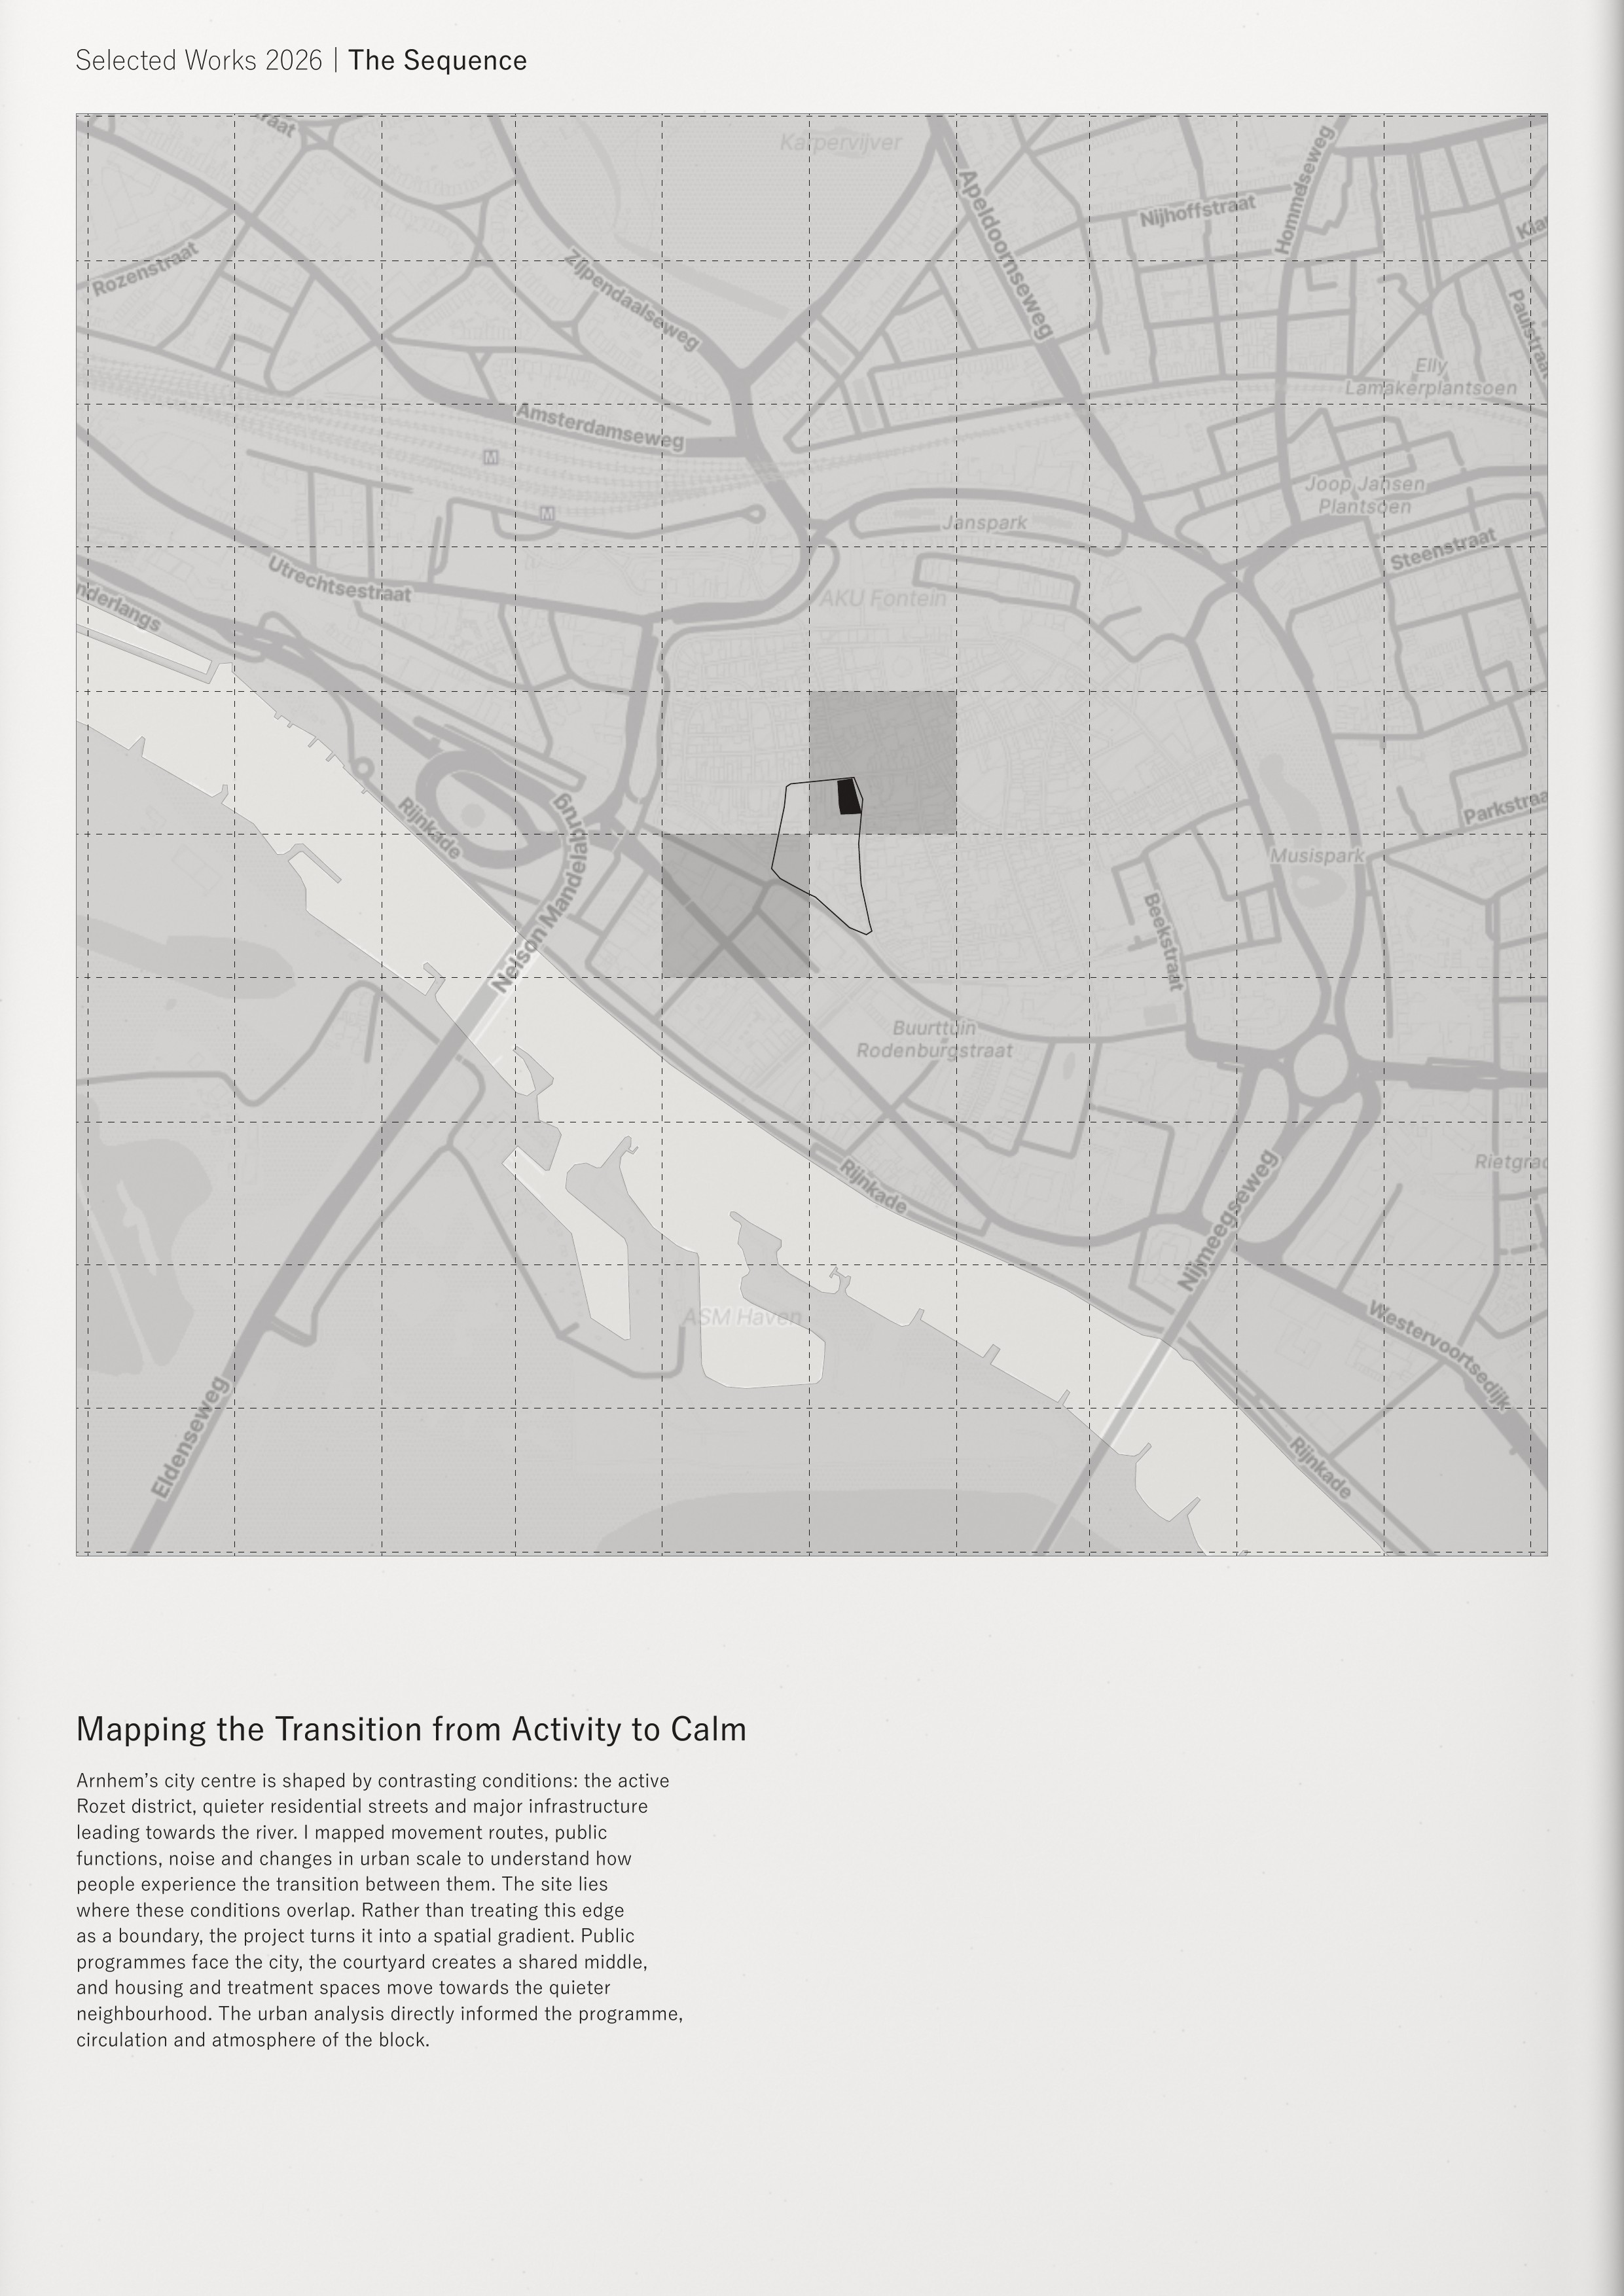 Selected Works 2026 | The Sequence
raat
Karpervijver
Apeldoornseweg
Nijhoffstraat
Hommelseweg
Rozenstraat
Zijpendaalseweg
Paulstraat
Elly
Lamakerplantsoen
Amsterdamseweg
M
M
Joop Jansen
Plantsoen
Janspark
Steenstraat
Utrechtsestraat
AKU Fontein
nderlangs
Rijnkade
Nelson Mandelabrug
Parkstraa
Musispark
Beekstraat
Buurttuin
Rodenburgstraat
Rijnkade
Nijmeegseweg
Rietgra
ASM Haven
Westervoortsedijk
Eldenseweg
Rijnkade
Mapping the Transition from Activity to Calm
Arnhem’s city centre is shaped by contrasting conditions: the active
Rozet district, quieter residential streets and major infrastructure
leading towards the river. I mapped movement routes, public
functions, noise and changes in urban scale to understand how
people experience the transition between them. The site lies
where these conditions overlap. Rather than treating this edge
as a boundary, the project turns it into a spatial gradient. Public
programmes face the city, the courtyard creates a shared middle,
and housing and treatment spaces move towards the quieter
neighbourhood. The urban analysis directly informed the programme,
circulation and atmosphere of the block.